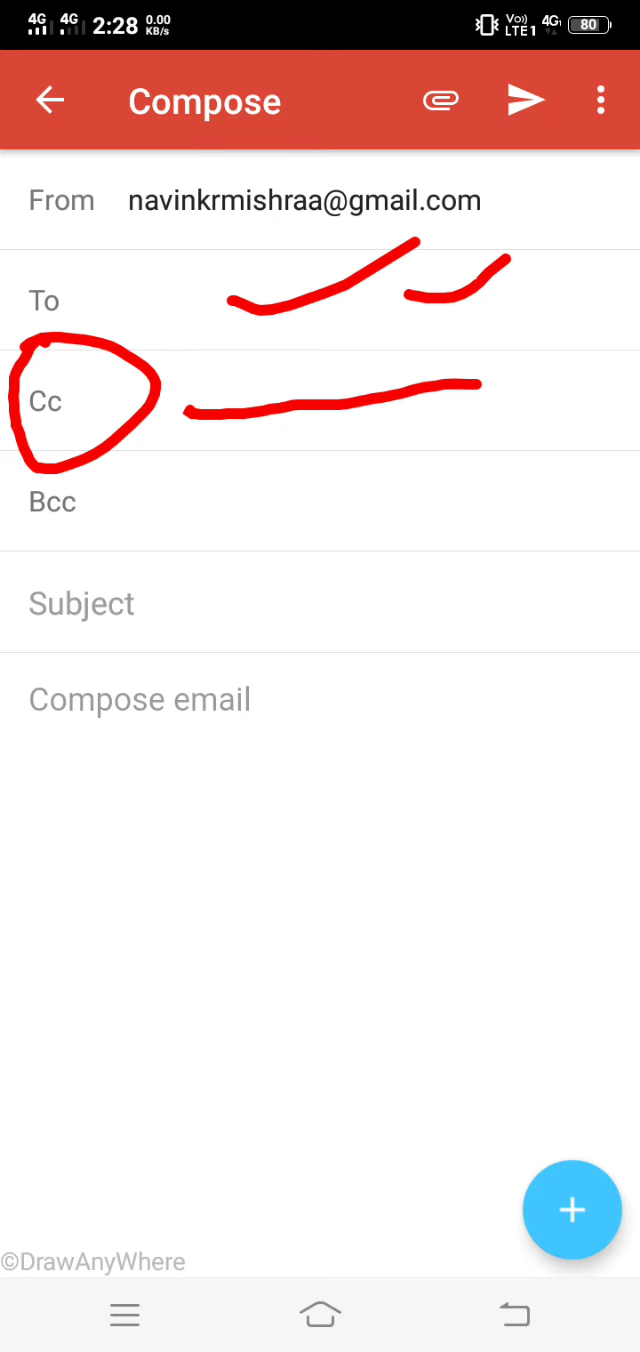 4G 4G 2:28 0.00 KB/s Vo) LTE1 4G 80
Compose
From navinkrmishraa@gmail.com
To
Cc
Bcc
Subject
Compose email
©DrawAnyWhere